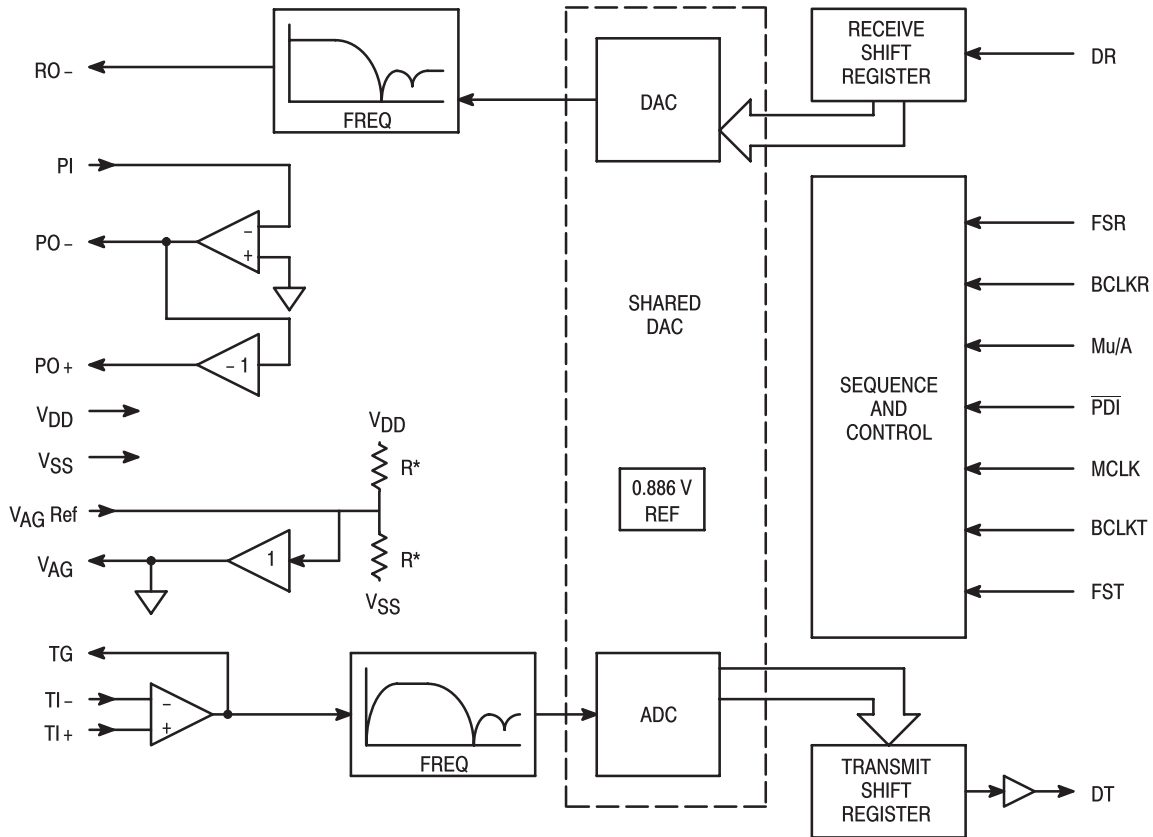 RO –
FREQ
DAC
RECEIVE
SHIFT
REGISTER
DR
PI
PO –
–
+
PO +
– 1
VDD
VSS
VAG Ref
VAG
1
VDD
R*
R*
VSS
SHARED
DAC
0.886 V
REF
SEQUENCE
AND
CONTROL
FSR
BCLKR
Mu/A
PDI
MCLK
BCLKT
FST
TG
TI –
TI +
–
+
FREQ
ADC
TRANSMIT
SHIFT
REGISTER
DT